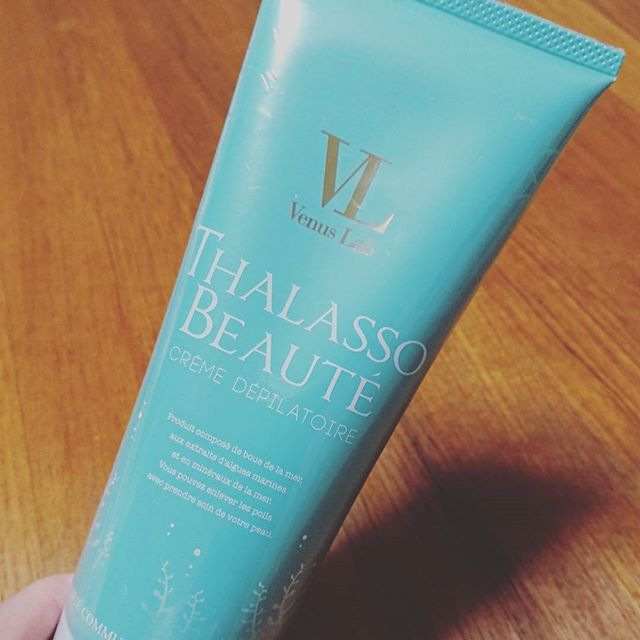 VL
Venus Lab
THALASSO
BEAUTÉ
CRÈME DÉPILATOIRE
Produit composé de boue de la mer,
aux extraits d'algues marines
et en minéraux de la mer.
Vous pouvez enlever les poils
avec prendre soin de votre peau.